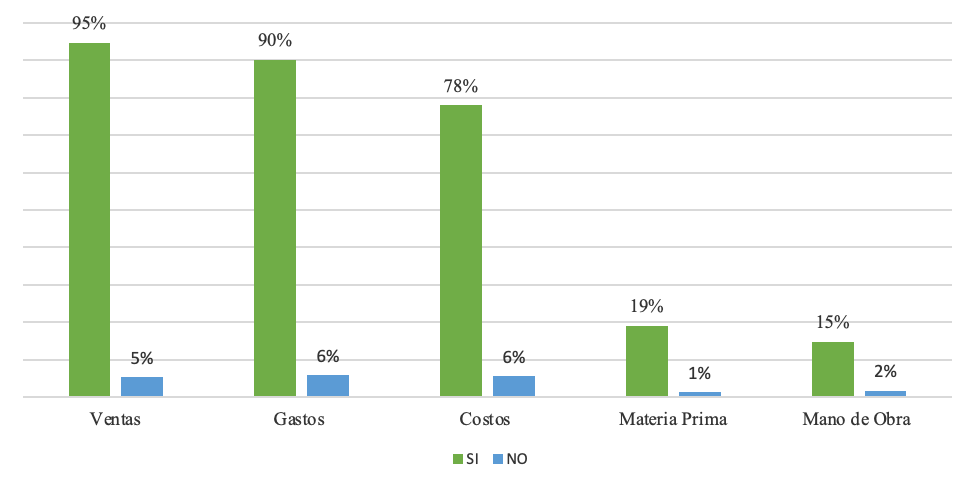 95%
90%
78%
19%
15%
5%
6%
6%
1%
2%
Ventas
Gastos
Costos
Materia Prima
Mano de Obra
SI
NO